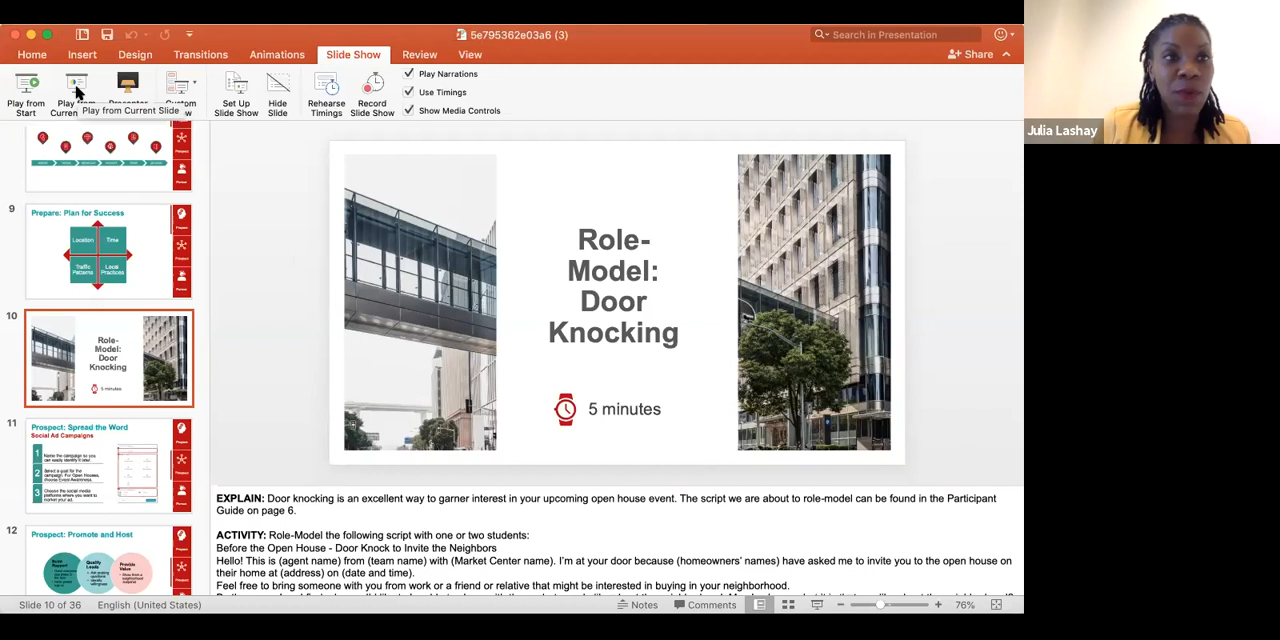 5e795362e03a6 (3)
Search in Presentation
Home Insert Design Transitions Animations Slide Show Review View
Share
Play from Start
Play from Current Slide
Set Up Slide Show
Hide Slide
Rehearse Timings
Record Slide Show
Play Narrations
Use Timings
Show Media Controls
Julia Lashay
9
Prepare: Plan for Success
Location Time
Traffic Patterns Local Practices
10
Role-
Model:
Door
Knocking
5 minutes
11
Prospect: Spread the Word
Social Ad Campaigns
1
2
3
12
Prospect: Promote and Host
Role-
Model:
Door
Knocking
5 minutes
EXPLAIN: Door knocking is an excellent way to garner interest in your upcoming open house event. The script we are about to role-model can be found in the Participant
Guide on page 6.
ACTIVITY: Role-Model the following script with one or two students:
Before the Open House - Door Knock to Invite the Neighbors
Hello! This is (agent name) from (team name) with (Market Center name). I'm at your door because (homeowners' names) have asked me to invite you to the open house on
their home at (address) on (date and time).
Feel free to bring someone with you from work or a friend or relative that might be interested in buying in your neighborhood.
Slide 10 of 36 English (United States)
Notes Comments 76%